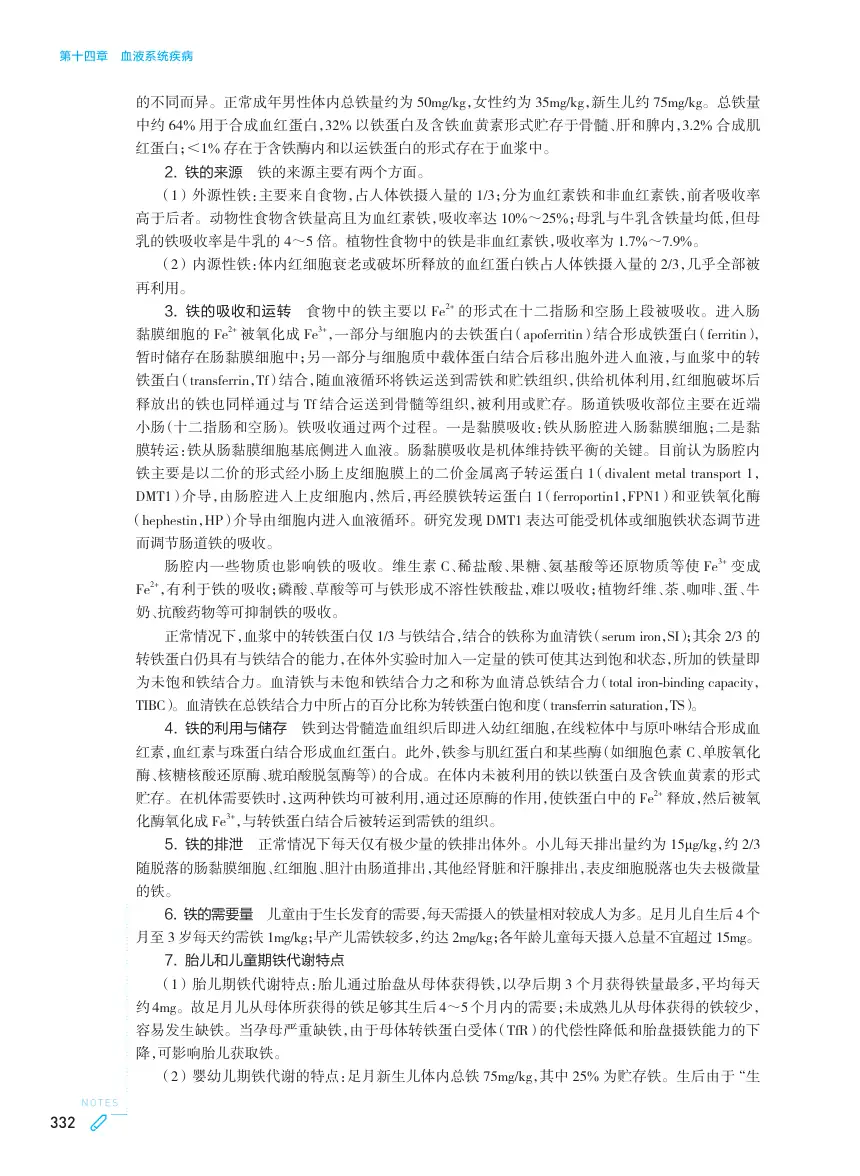 第十四章 血液系统疾病
的不同而异。正常成年男性体内总铁量约为 50mg/kg,女性约为 35mg/kg,新生儿约 75mg/kg。总铁量
中约 64% 用于合成血红蛋白,32% 以铁蛋白及含铁血黄素形式贮存于骨髓、肝和脾内,3.2% 合成肌
红蛋白;＜1% 存在于含铁酶内和以运铁蛋白的形式存在于血浆中。
2. 铁的来源 铁的来源主要有两个方面。
（1）外源性铁:主要来自食物,占人体铁摄入量的 1/3;分为血红素铁和非血红素铁,前者吸收率
高于后者。动物性食物含铁量高且为血红素铁,吸收率达 10%～25%;母乳与牛乳含铁量均低,但母
乳的铁吸收率是牛乳的 4～5 倍。植物性食物中的铁是非血红素铁,吸收率为 1.7%～7.9%。
（2）内源性铁:体内红细胞衰老或破坏所释放的血红蛋白铁占人体铁摄入量的 2/3,几乎全部被
再利用。
3. 铁的吸收和运转 食物中的铁主要以 Fe²⁺ 的形式在十二指肠和空肠上段被吸收。进入肠
黏膜细胞的 Fe²⁺ 被氧化成 Fe³⁺,一部分与细胞内的去铁蛋白（apoferritin）结合形成铁蛋白（ferritin）,
暂时储存在肠黏膜细胞中;另一部分与细胞质中载体蛋白结合后移出胞外进入血液,与血浆中的转
铁蛋白（transferrin,Tf）结合,随血液循环将铁运送到需铁和贮铁组织,供给机体利用,红细胞破坏后
释放出的铁也同样通过与 Tf 结合运送到骨髓等组织,被利用或贮存。肠道铁吸收部位主要在近端
小肠（十二指肠和空肠）。铁吸收通过两个过程。一是黏膜吸收:铁从肠腔进入肠黏膜细胞;二是黏
膜转运:铁从肠黏膜细胞基底侧进入血液。肠黏膜吸收是机体维持铁平衡的关键。目前认为肠腔内
铁主要是以二价的形式经小肠上皮细胞膜上的二价金属离子转运蛋白 1（divalent metal transport 1,
DMT1）介导,由肠腔进入上皮细胞内,然后,再经膜铁转运蛋白 1（ferroportin1,FPN1）和亚铁氧化酶
（hephestin,HP）介导由细胞内进入血液循环。研究发现 DMT1 表达可能受机体或细胞铁状态调节进
而调节肠道铁的吸收。
肠腔内一些物质也影响铁的吸收。维生素 C、稀盐酸、果糖、氨基酸等还原物质等使 Fe³⁺ 变成
Fe²⁺,有利于铁的吸收;磷酸、草酸等可与铁形成不溶性铁酸盐,难以吸收;植物纤维、茶、咖啡、蛋、牛
奶、抗酸药物等可抑制铁的吸收。
正常情况下,血浆中的转铁蛋白仅 1/3 与铁结合,结合的铁称为血清铁（serum iron,SI）;其余 2/3 的
转铁蛋白仍具有与铁结合的能力,在体外实验时加入一定量的铁可使其达到饱和状态,所加的铁量即
为未饱和铁结合力。血清铁与未饱和铁结合力之和称为血清总铁结合力（total iron-binding capacity,
TIBC）。血清铁在总铁结合力中所占的百分比称为转铁蛋白饱和度（transferrin saturation,TS）。
4. 铁的利用与储存 铁到达骨髓造血组织后即进入幼红细胞,在线粒体中与原卟啉结合形成血
红素,血红素与珠蛋白结合形成血红蛋白。此外,铁参与肌红蛋白和某些酶（如细胞色素 C、单胺氧化
酶、核糖核酸还原酶、琥珀酸脱氢酶等）的合成。在体内未被利用的铁以铁蛋白及含铁血黄素的形式
贮存。在机体需要铁时,这两种铁均可被利用,通过还原酶的作用,使铁蛋白中的 Fe²⁺ 释放,然后被氧
化酶氧化成 Fe³⁺,与转铁蛋白结合后被转运到需铁的组织。
5. 铁的排泄 正常情况下每天仅有极少量的铁排出体外。小儿每天排出量约为 15μg/kg,约 2/3
随脱落的肠黏膜细胞、红细胞、胆汁由肠道排出,其他经肾脏和汗腺排出,表皮细胞脱落也失去极微量
的铁。
6. 铁的需要量 儿童由于生长发育的需要,每天需摄入的铁量相对较成人为多。足月儿自生后 4 个
月至 3 岁每天约需铁 1mg/kg;早产儿需铁较多,约达 2mg/kg;各年龄儿童每天摄入总量不宜超过 15mg。
7. 胎儿和儿童期铁代谢特点
（1）胎儿期铁代谢特点:胎儿通过胎盘从母体获得铁,以孕后期 3 个月获得铁量最多,平均每天
约 4mg。故足月儿从母体所获得的铁足够其生后 4～5 个月内的需要;未成熟儿从母体获得的铁较少,
容易发生缺铁。当孕母严重缺铁,由于母体转铁蛋白受体（TfR）的代偿性降低和胎盘摄铁能力的下
降,可影响胎儿获取铁。
（2）婴幼儿期铁代谢的特点:足月新生儿体内总铁 75mg/kg,其中 25% 为贮存铁。生后由于 “生
NOTES
332